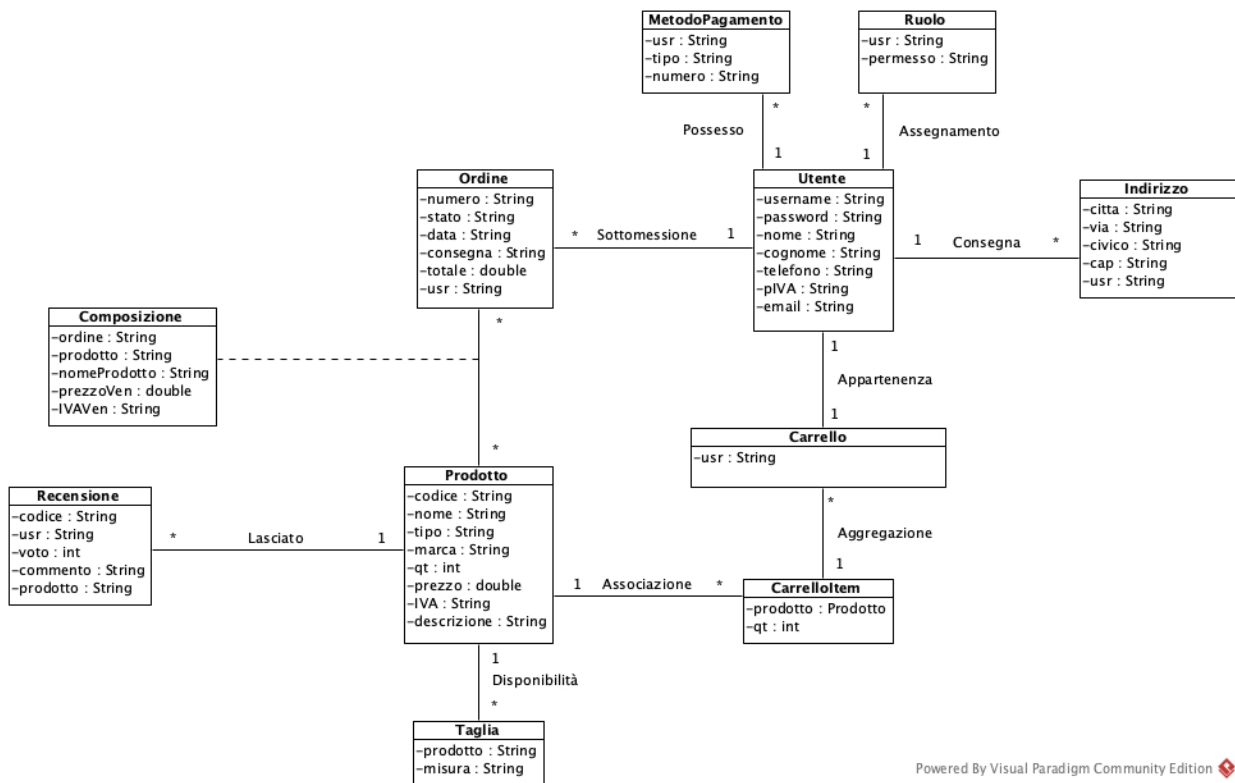 MetodoPagamento
–usr : String
–tipo : String
–numero : String
Ruolo
–usr : String
–permesso : String
*
*
Possesso
Assegnamento
1
1
Ordine
–numero : String
–stato : String
–data : String
–consegna : String
–totale : double
–usr : String
* Sottomessione 1
Utente
–username : String
–password : String
–nome : String
–cognome : String
–telefono : String
–pIVA : String
–email : String
1 Consegna *
Indirizzo
–citta : String
–via : String
–civico : String
–cap : String
–usr : String
Composizione
–ordine : String
–prodotto : String
–nomeProdotto : String
–prezzoVen : double
–IVAVen : String
*
*
1
Appartenenza
1
Carrello
–usr : String
Recensione
–codice : String
–usr : String
–voto : int
–commento : String
–prodotto : String
* Lasciato 1
Prodotto
–codice : String
–nome : String
–tipo : String
–marca : String
–qt : int
–prezzo : double
–IVA : String
–descrizione : String
*
Aggregazione
1
1 Associazione *
CarrelloItem
–prodotto : Prodotto
–qt : int
1
Disponibilità
*
Taglia
–prodotto : String
–misura : String
Powered By Visual Paradigm Community Edition